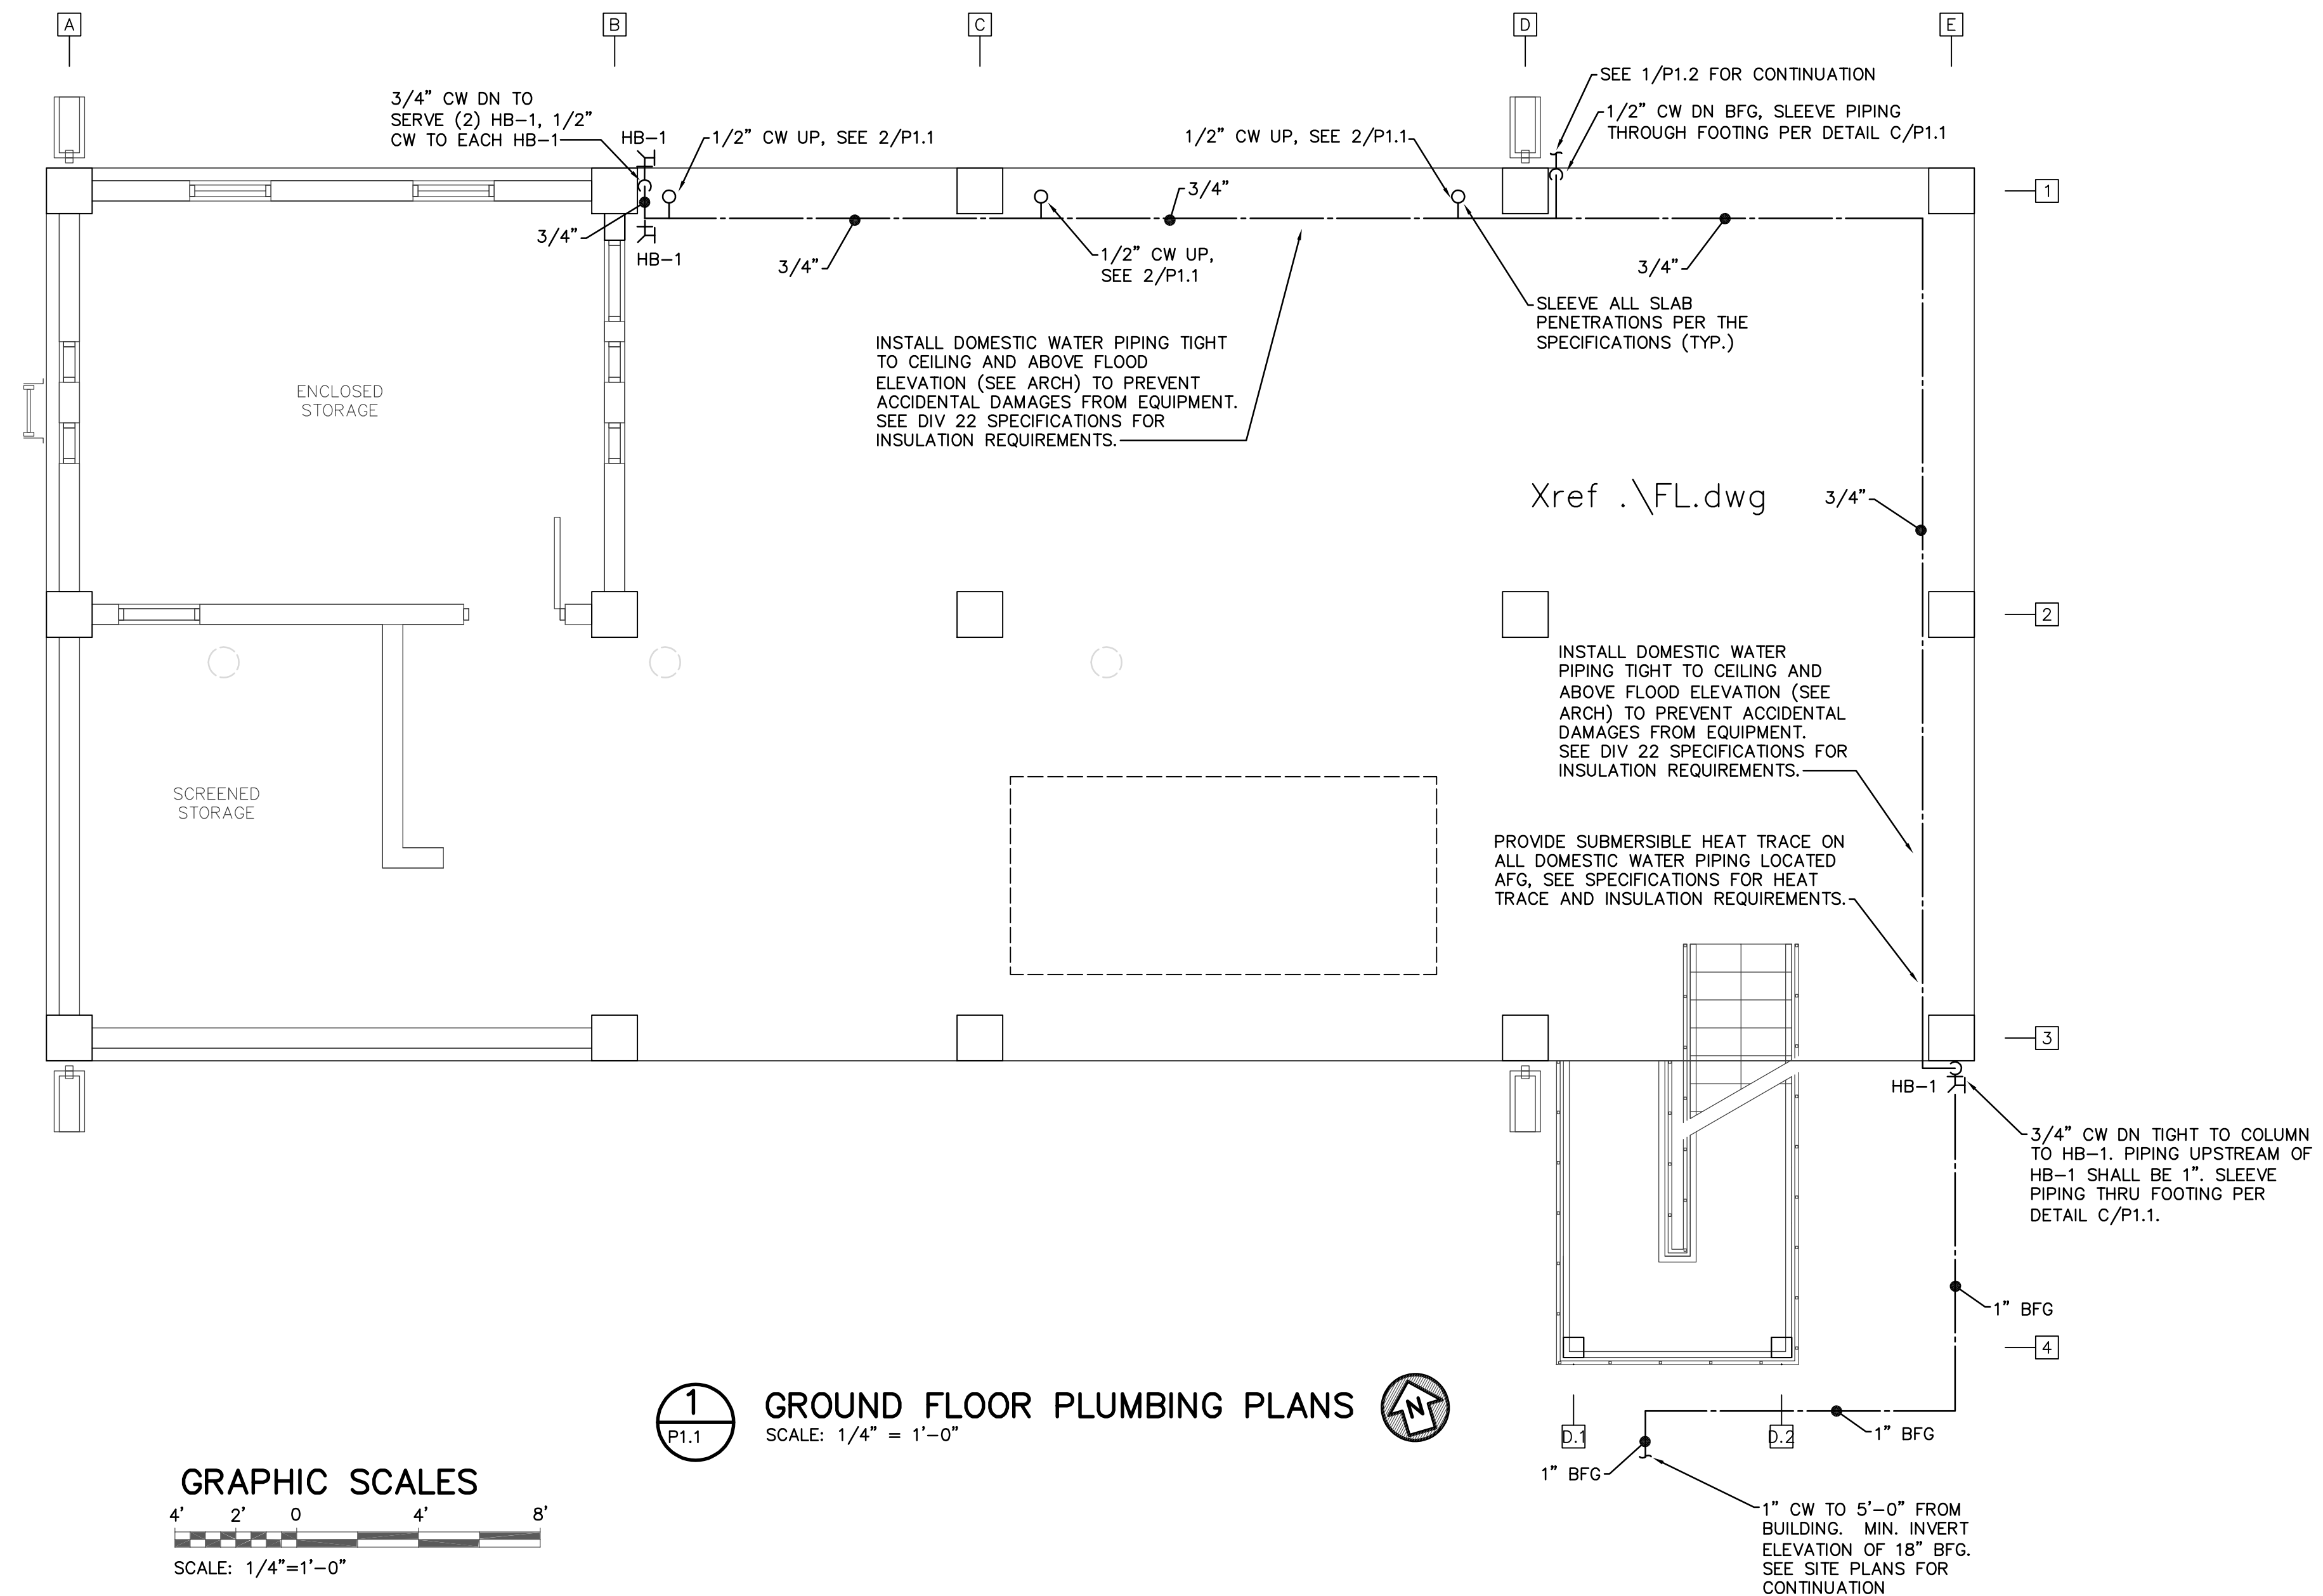 A
B
C
D
E
3/4” CW DN TO
SERVE (2) HB-1, 1/2”
CW TO EACH HB-1
HB-1
1/2” CW UP, SEE 2/P1.1
1/2” CW UP, SEE 2/P1.1
SEE 1/P1.2 FOR CONTINUATION
1/2” CW DN BFG, SLEEVE PIPING
THROUGH FOOTING PER DETAIL C/P1.1
1
3/4”
3/4”
HB-1
3/4”
1/2” CW UP,
SEE 2/P1.1
3/4”
SLEEVE ALL SLAB
PENETRATIONS PER THE
SPECIFICATIONS (TYP.)
INSTALL DOMESTIC WATER PIPING TIGHT
TO CEILING AND ABOVE FLOOD
ELEVATION (SEE ARCH) TO PREVENT
ACCIDENTAL DAMAGES FROM EQUIPMENT.
SEE DIV 22 SPECIFICATIONS FOR
INSULATION REQUIREMENTS.
ENCLOSED
STORAGE
Xref .\FL.dwg
3/4”
2
INSTALL DOMESTIC WATER
PIPING TIGHT TO CEILING AND
ABOVE FLOOD ELEVATION (SEE
ARCH) TO PREVENT ACCIDENTAL
DAMAGES FROM EQUIPMENT.
SEE DIV 22 SPECIFICATIONS FOR
INSULATION REQUIREMENTS.
SCREENED
STORAGE
PROVIDE SUBMERSIBLE HEAT TRACE ON
ALL DOMESTIC WATER PIPING LOCATED
AFG, SEE SPECIFICATIONS FOR HEAT
TRACE AND INSULATION REQUIREMENTS.
3
HB-1
3/4” CW DN TIGHT TO COLUMN
TO HB-1. PIPING UPSTREAM OF
HB-1 SHALL BE 1”. SLEEVE
PIPING THRU FOOTING PER
DETAIL C/P1.1.
1” BFG
4
1
P1.1
GROUND FLOOR PLUMBING PLANS
SCALE: 1/4” = 1’-0”
N
D.1
D.2
1” BFG
1” BFG
1” CW TO 5’-0” FROM
BUILDING. MIN. INVERT
ELEVATION OF 18” BFG.
SEE SITE PLANS FOR
CONTINUATION
GRAPHIC SCALES
4’ 2’ 0 4’ 8’
SCALE: 1/4”=1’-0”